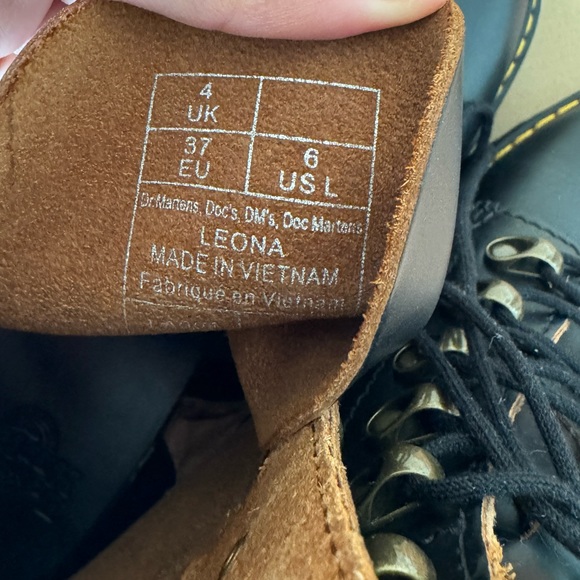 4
UK
37
EU
6
US L
Dr.Martens, Doc's, DM's, Doc Martens
LEONA
MADE IN VIETNAM
Fabriqué en Vietnam